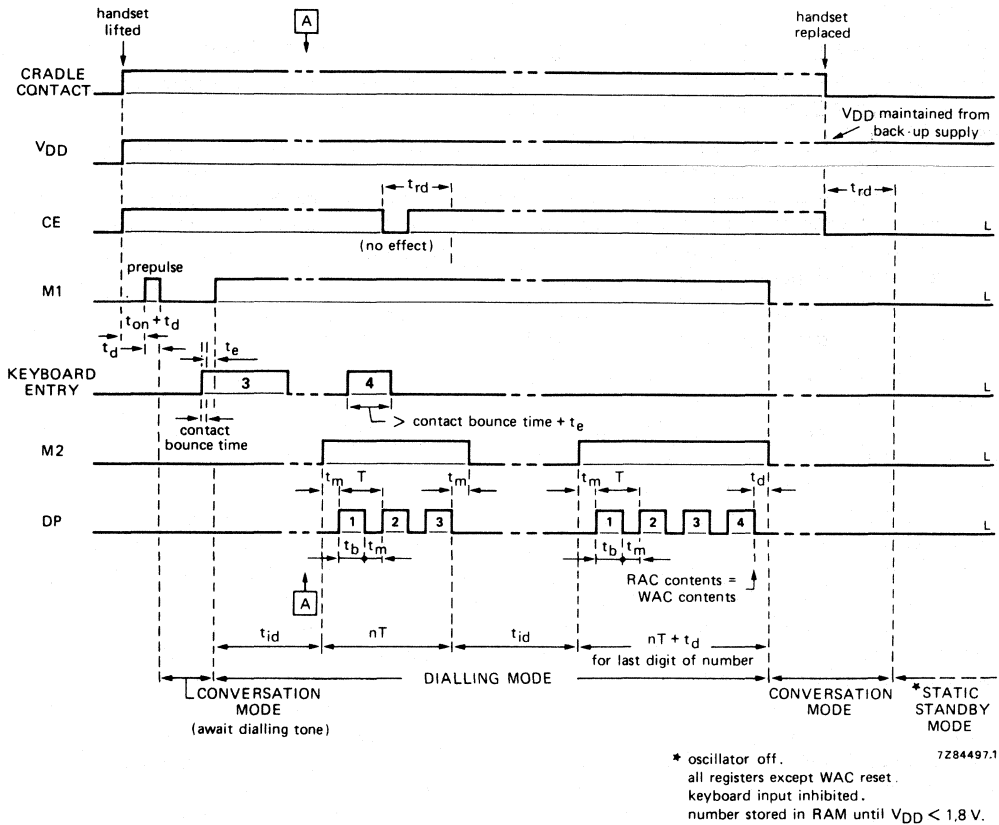 handset
lifted
A
handset
replaced
CRADLE
CONTACT
VDD maintained from
back-up supply
VDD
trd
trd
CE
(no effect)
L
prepulse
M1
L
ton + td
td
te
KEYBOARD
ENTRY
3
4
L
> contact bounce time + te
contact
bounce time
M2
L
tm
T
tm
tm
T
td
DP
1
2
3
1
2
3
4
L
tb
tm
tb
tm
RAC contents =
WAC contents
A
tid
nT
tid
nT + td
for last digit of number
CONVERSATION
MODE
(await dialling tone)
DIALLING MODE
CONVERSATION
MODE
*STATIC
STANDBY
MODE
7Z84497.1
* oscillator off.
all registers except WAC reset.
keyboard input inhibited.
number stored in RAM until VDD < 1,8 V.